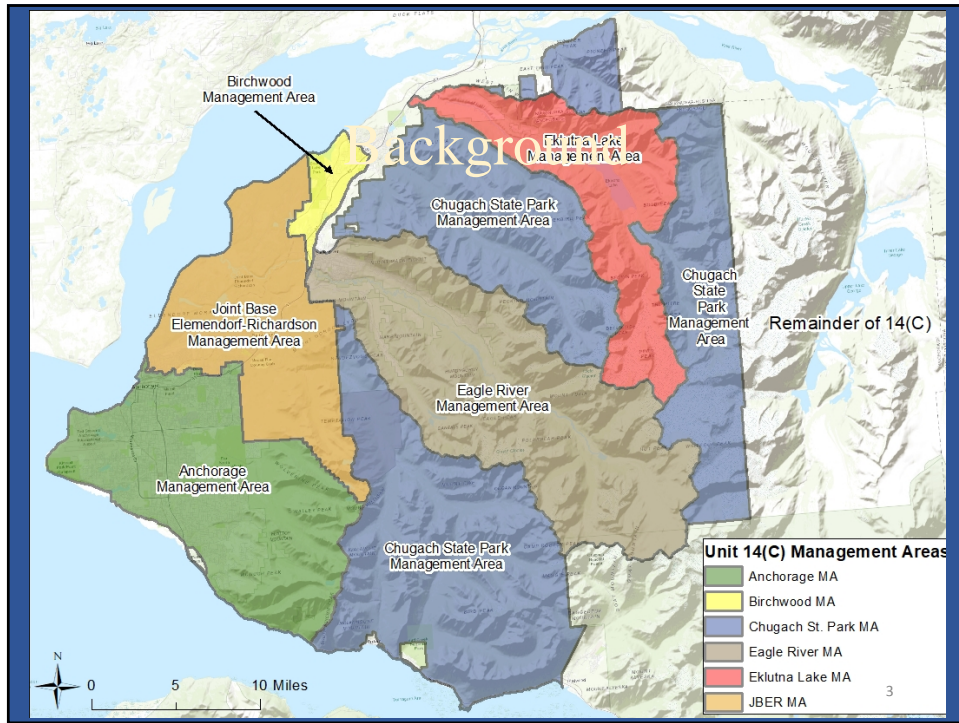 Background
Birchwood
Management Area
Eklutna Lake
Management Area
Chugach State Park
Management Area
Chugach
State
Park
Management
Area
Remainder of 14(C)
Joint Base
Elemendorf-Richardson
Management Area
Eagle River
Management Area
Anchorage
Management Area
Chugach State Park
Management Area
Unit 14(C) Management Areas
Anchorage MA
Birchwood MA
Chugach St. Park MA
Eagle River MA
Eklutna Lake MA
JBER MA
N
0 5 10 Miles
3